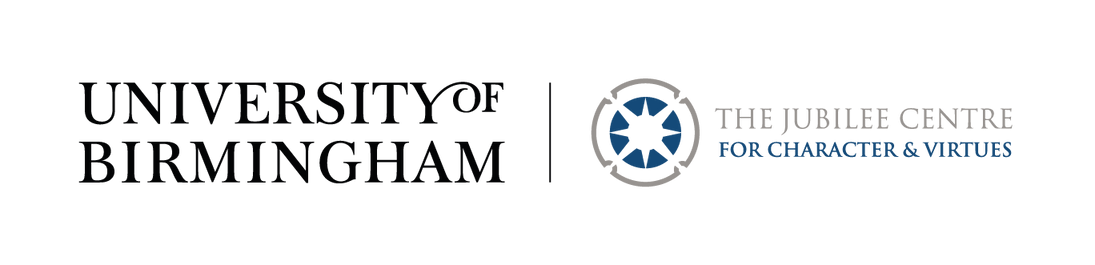 UNIVERSITY OF
BIRMINGHAM
THE JUBILEE CENTRE
FOR CHARACTER & VIRTUES